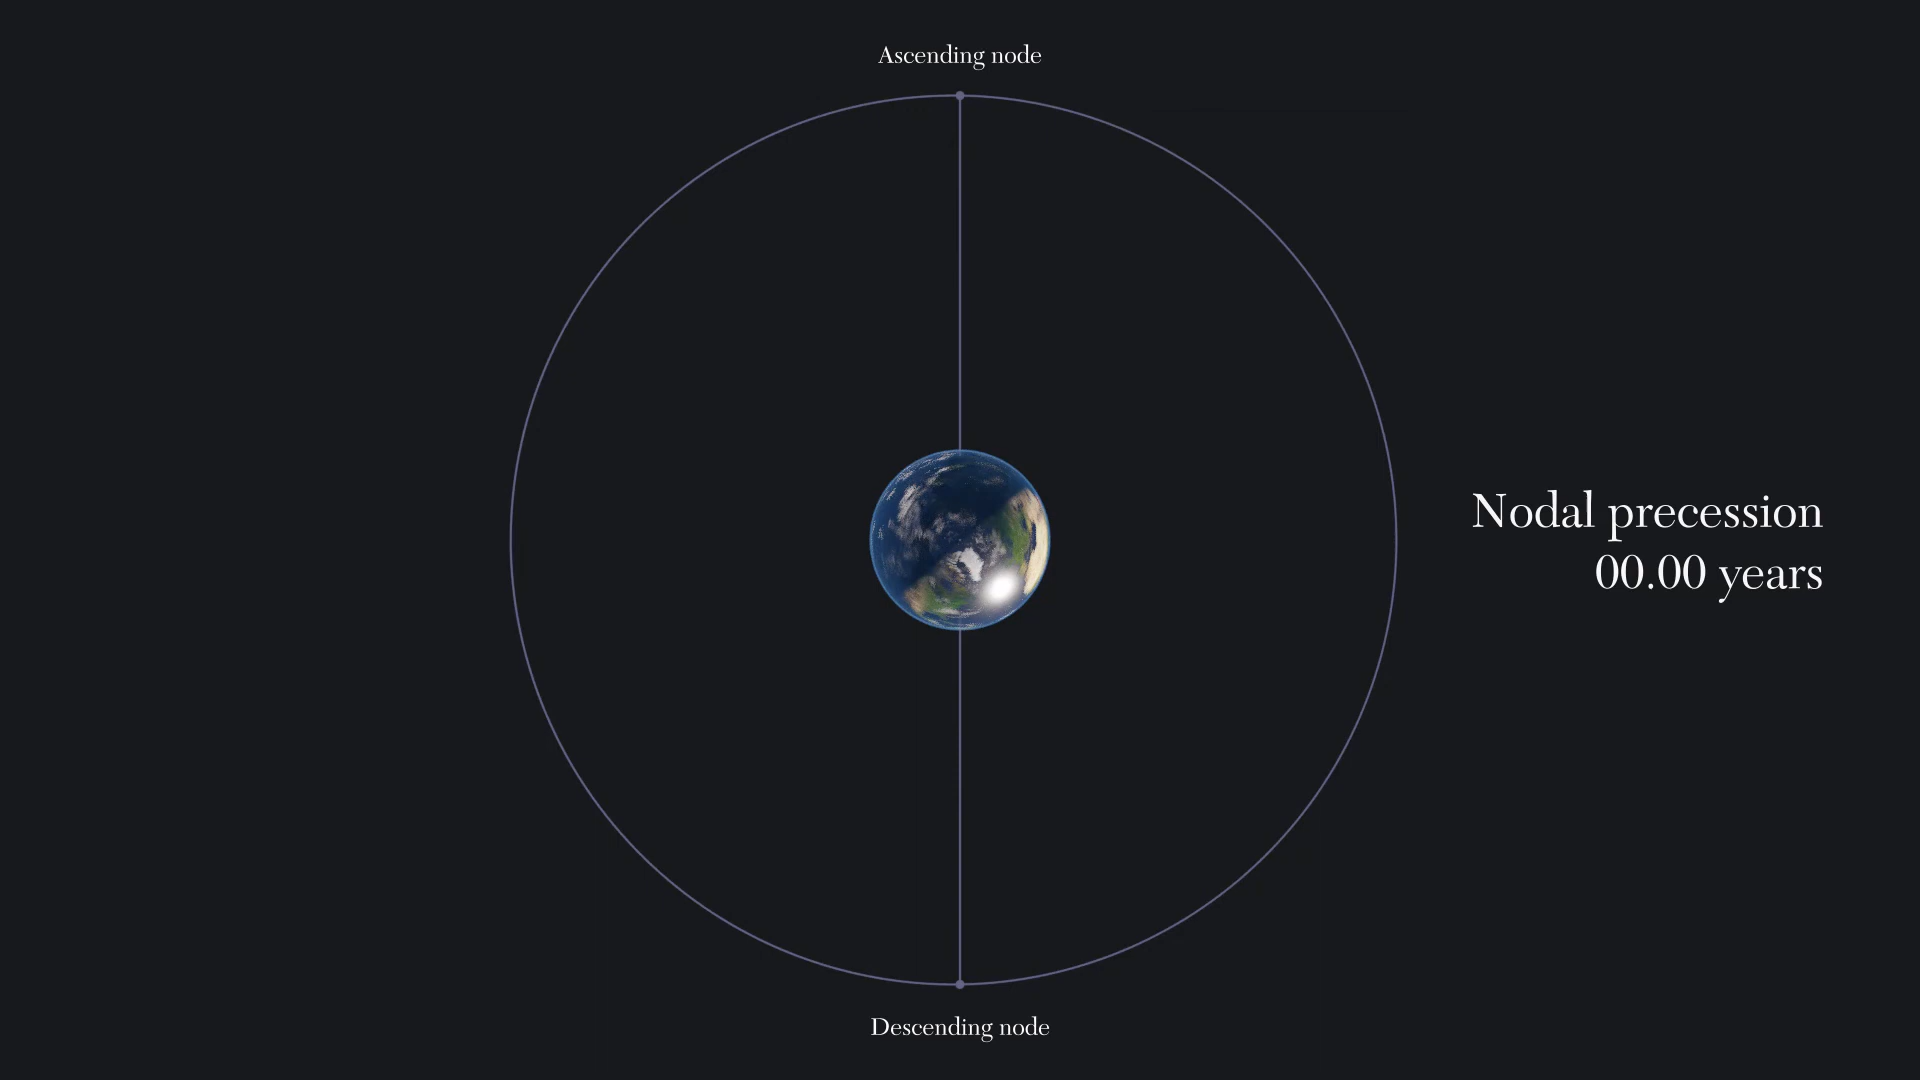 Ascending node
Nodal precession
00.00 years
Descending node